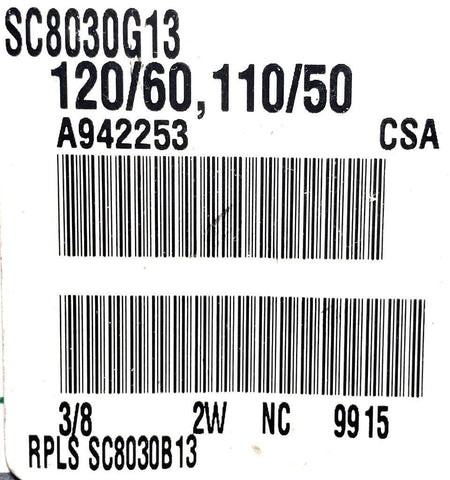 SC8030G13
120/60, 110/50
A942253 CSA
3/8 2W NC 9915
RPLS SC8030B13